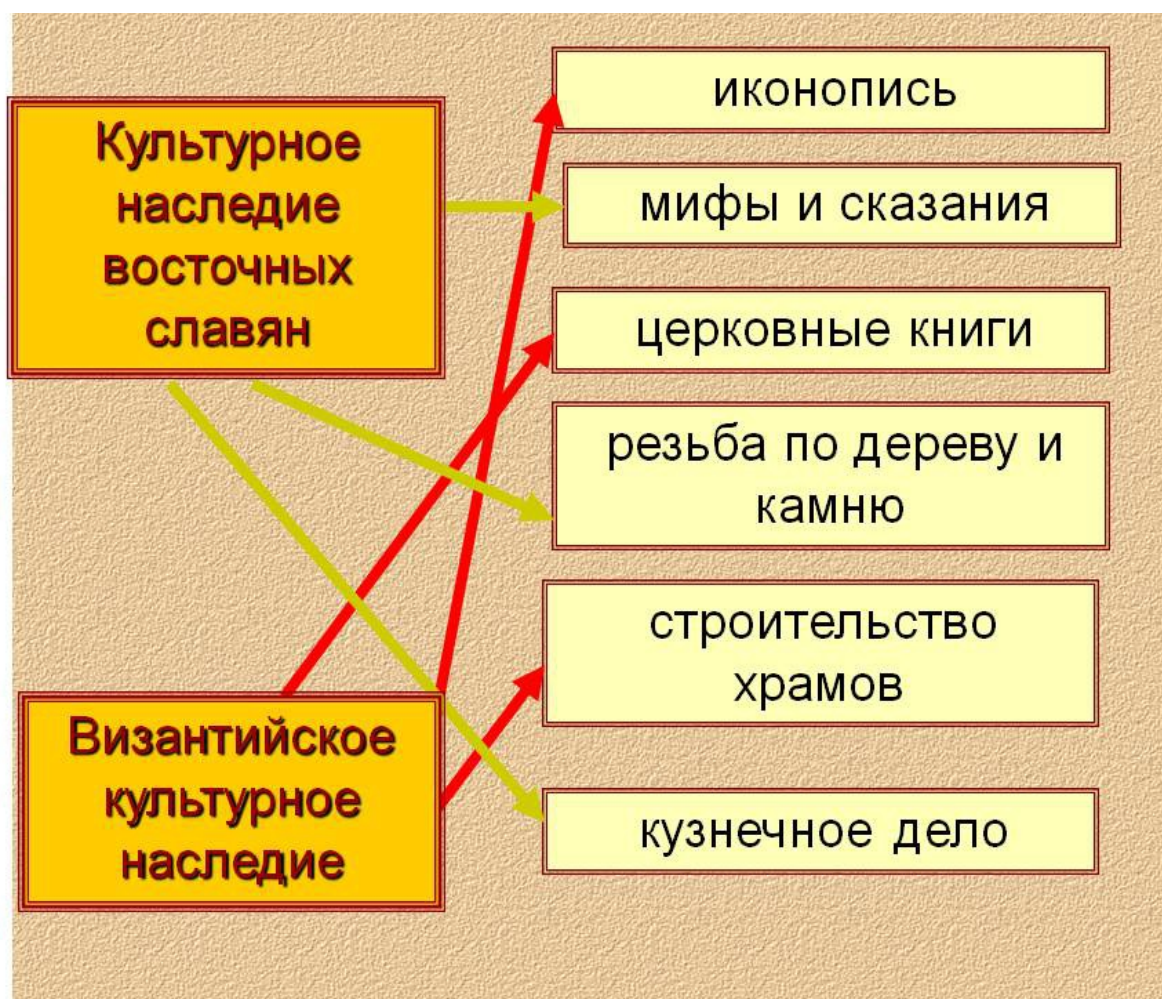 Культурное
наследие
восточных
славян
Византийское
культурное
наследие
иконопись
мифы и сказания
церковные книги
резьба по дереву и
камню
строительство
храмов
кузнечное дело